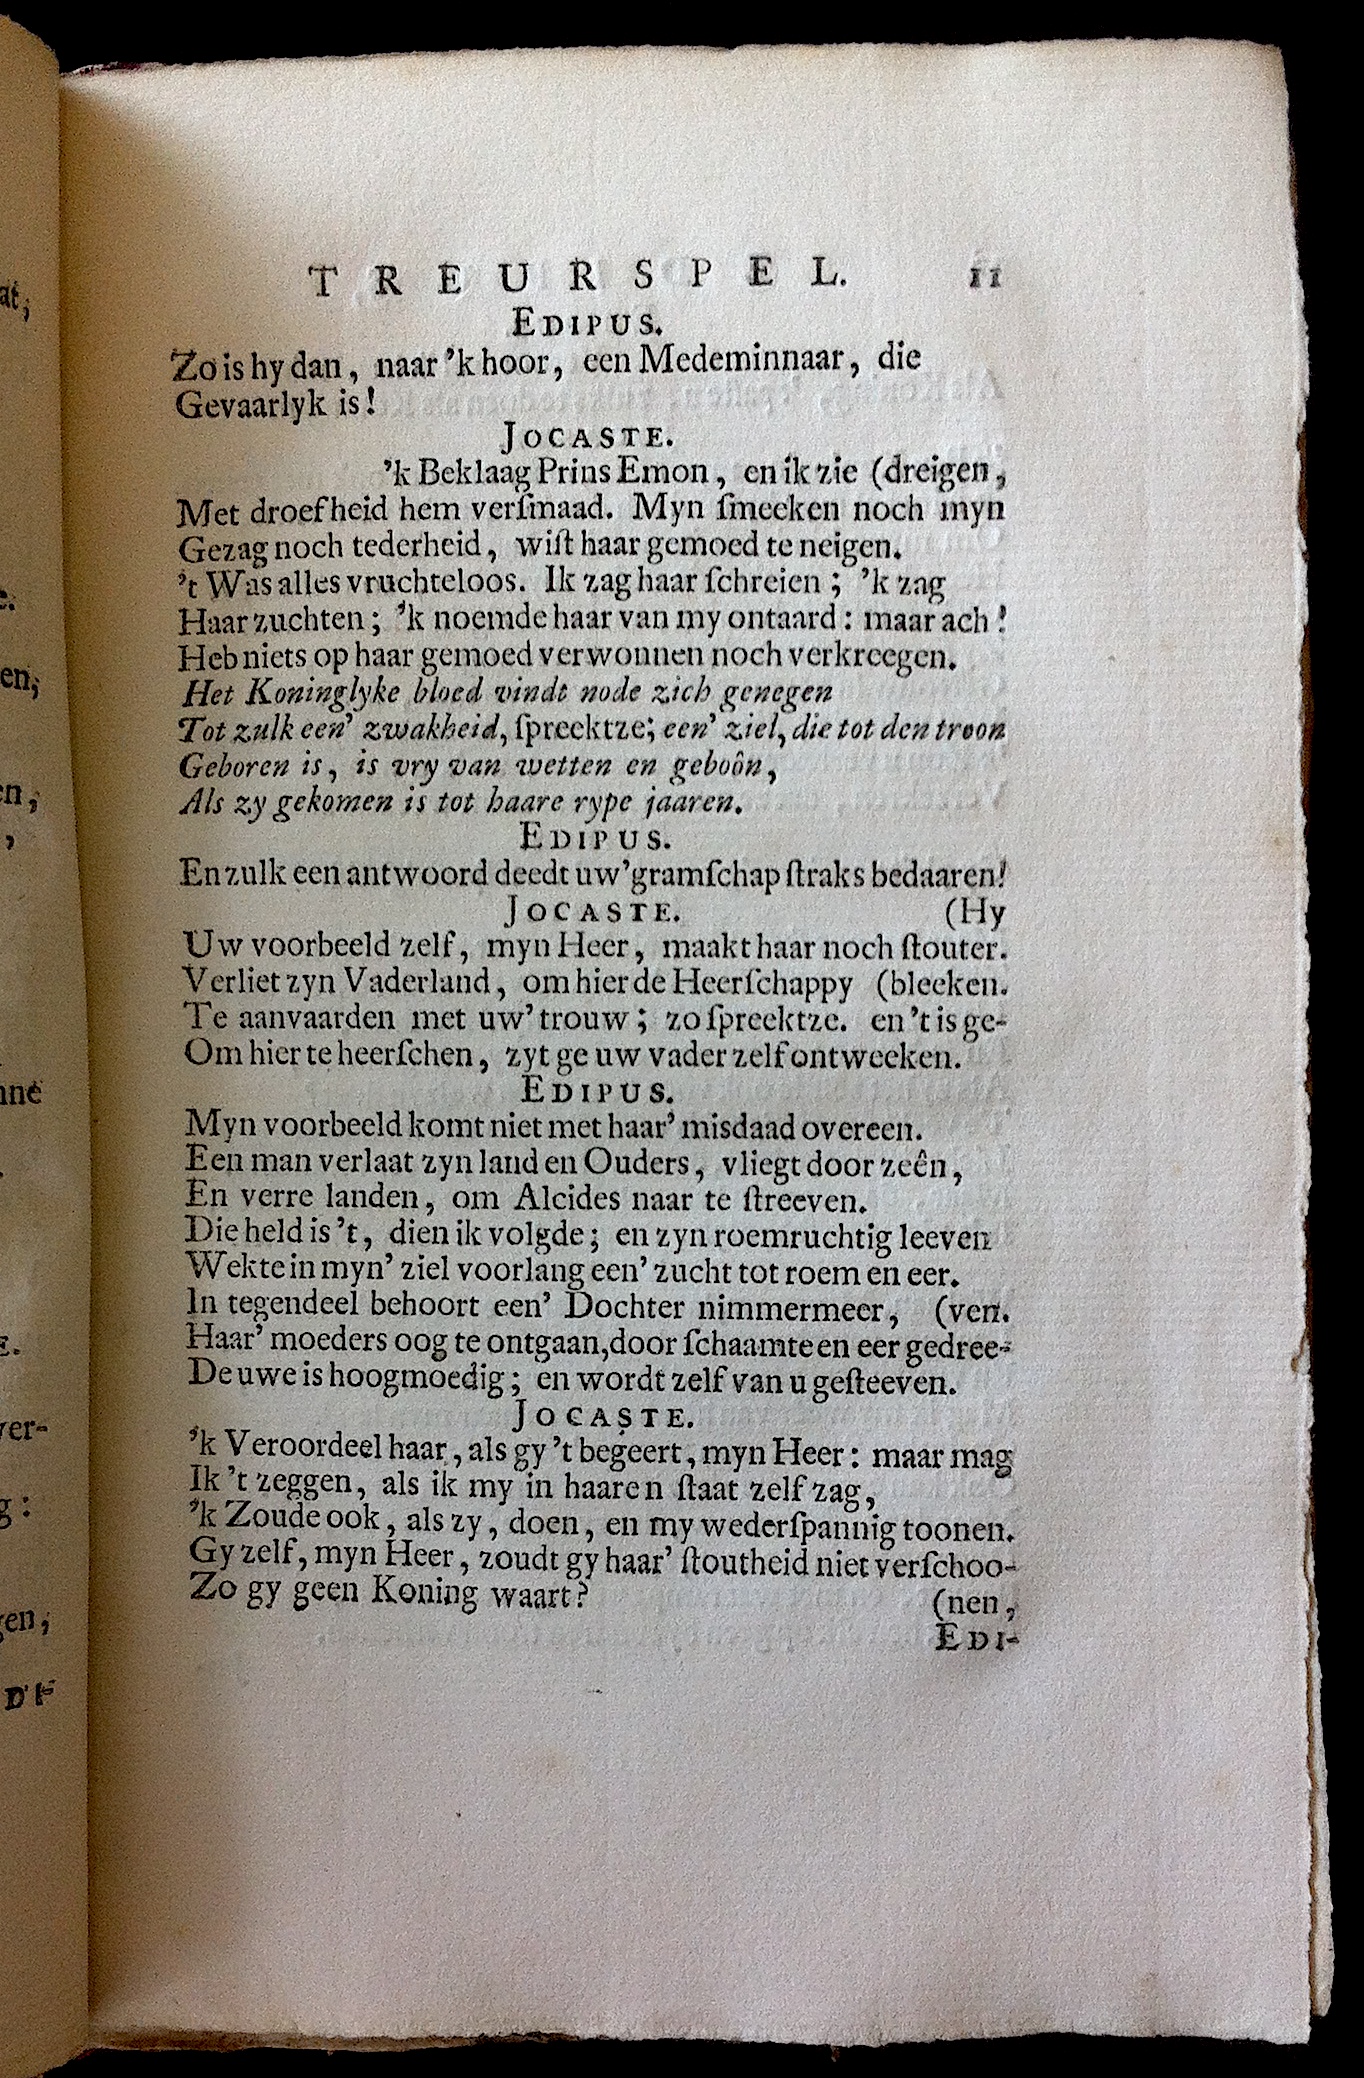 TREURSPEL. 11
EDIPUS.
Zo is hy dan, naar 'k hoor, een Medeminnaar, die
Gevaarlyk is!
JOCASTE.
'k Beklaag Prins Emon, en ik zie (dreigen,
Met droefheid hem verſmaad. Myn ſmeeken noch myn
Gezag noch tederheid, wiſt haar gemoed te neigen.
't Was alles vruchteloos. Ik zag haar ſchreien; 'k zag
Haar zuchten; 'k noemde haar van my ontaard: maar ach!
Heb niets op haar gemoed verwonnen noch verkreegen.
Het Koninglyke bloed vindt node zich genegen
Tot zulk een' zwakheid, ſpreektze; een' ziel, die tot den troon
Geboren is, is vry van wetten en geboôn,
Als zy gekomen is tot haare rype jaaren.
EDIPUS.
En zulk een antwoord deedt uw' gramſchap ſtraks bedaaren!
JOCASTE. (Hy
Uw voorbeeld zelf, myn Heer, maakt haar noch ſtouter.
Verliet zyn Vaderland, om hier de Heerſchappy (bleeken.
Te aanvaarden met uw' trouw; zo ſpreektze. en 't is ge-
Om hier te heerſchen, zyt ge uw vader zelf ontweeken.
EDIPUS.
Myn voorbeeld komt niet met haar' misdaad overeen.
Een man verlaat zyn land en Ouders, vliegt door zeên,
En verre landen, om Alcides naar te ſtreeven.
Die held is 't, dien ik volgde; en zyn roemruchtig leeven
Wekte in myn' ziel voorlang een' zucht tot roem en eer.
In tegendeel behoort een' Dochter nimmermeer, (ven.
Haar' moeders oog te ontgaan, door ſchaamte en eer gedree-
De uwe is hoogmoedig; en wordt zelf van u geſteeven.
JOCASTE.
'k Veroordeel haar, als gy 't begeert, myn Heer: maar mag
Ik 't zeggen, als ik my in haaren ſtaat zelf zag,
'k Zoude ook, als zy, doen, en my wederſpannig toonen.
Gy zelf, myn Heer, zoudt gy haar' ſtoutheid niet verſchoo-
Zo gy geen Koning waart? (nen,
EDI-